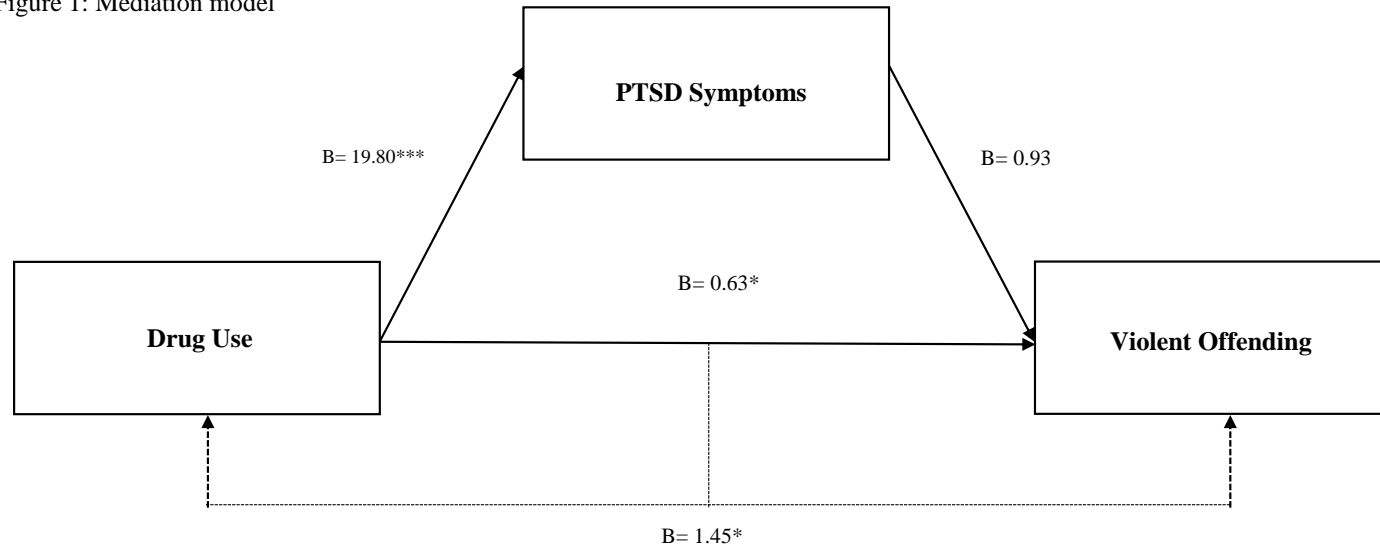 Figure 1: Mediation model
PTSD Symptoms
B= 19.80***
B= 0.93
B= 0.63*
Drug Use
Violent Offending
B= 1.45*